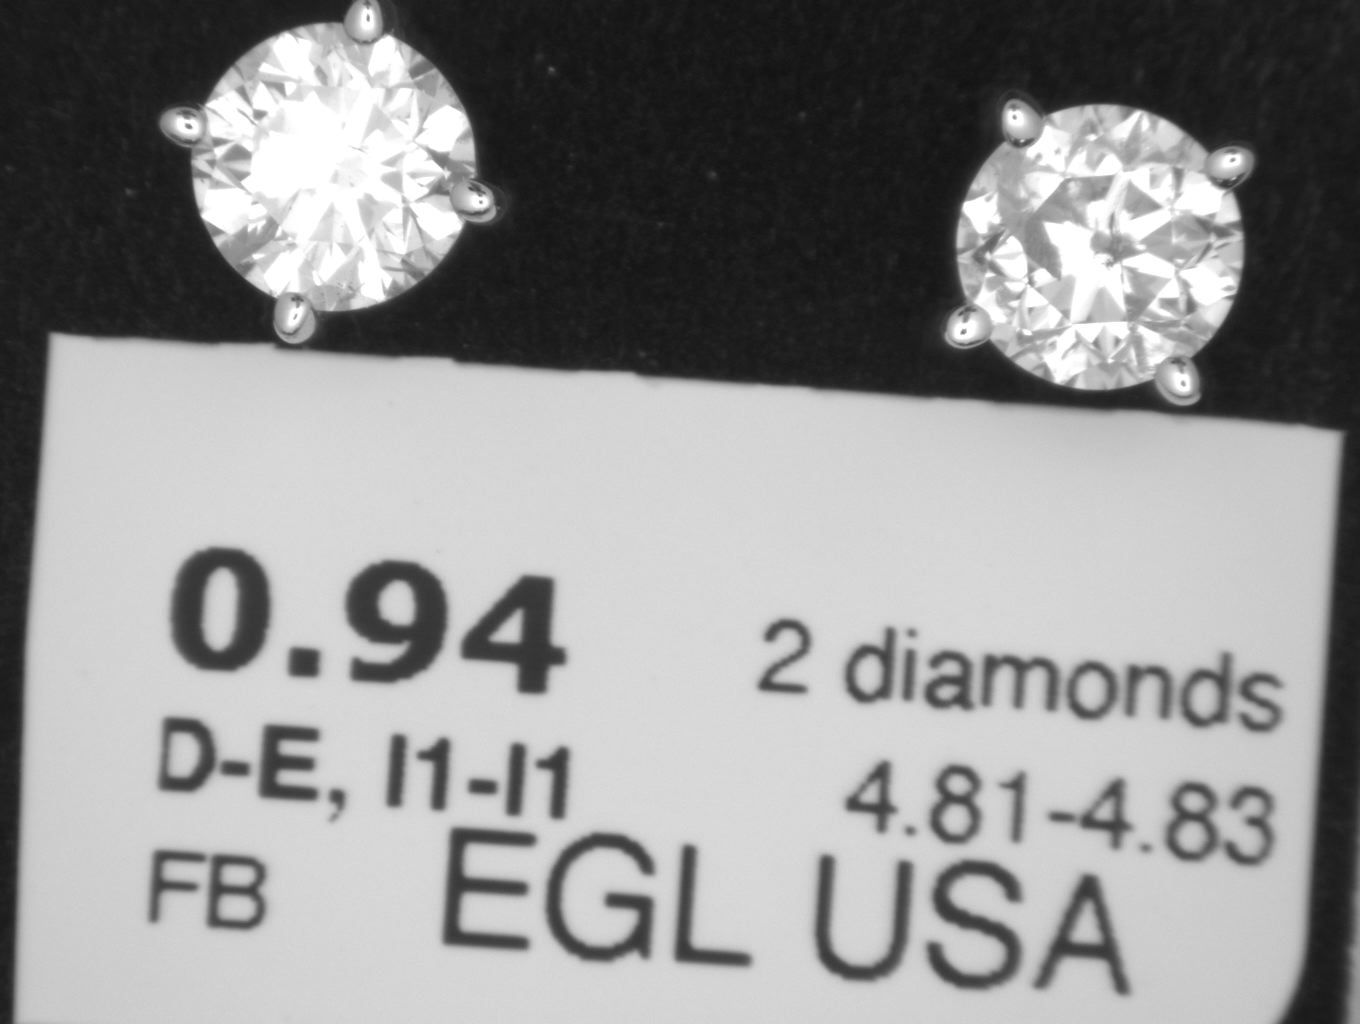 0.94
2 diamonds
D-E, I1-I1
4.81-4.83
FB
EGL USA